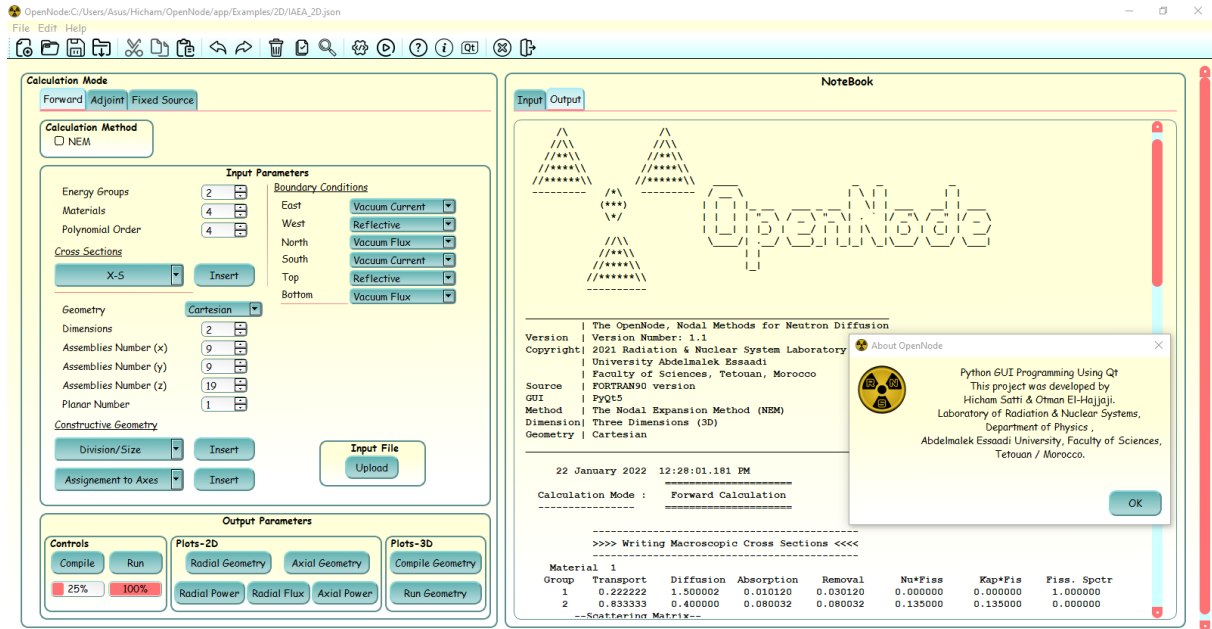 OpenNode:C:/Users/Asus/Hicham/OpenNode/app/Examples/2D/IAEA_2D.json
File Edit Help
Qt
Calculation Mode
Forward Adjoint Fixed Source
Calculation Method
NEM
Input Parameters
Energy Groups 2
Materials 4
Polynomial Order 4
Cross Sections
X-S Insert
Boundary Conditions
East Vacuum Current
West Reflective
North Vacuum Flux
South Vacuum Current
Top Reflective
Bottom Vacuum Flux
Geometry Cartesian
Dimensions 2
Assemblies Number (x) 9
Assemblies Number (y) 9
Assemblies Number (z) 19
Planar Number 1
Constructive Geometry
Division/Size Insert
Assignement to Axes Insert
Input File
Upload
Output Parameters
Controls
Compile Run
25% 100%
Plots-2D
Radial Geometry Axial Geometry
Radial Power Radial Flux Axial Power
Plots-3D
Compile Geometry
Run Geometry
NoteBook
Input Output
OpenNode
| The OpenNode, Nodal Methods for Neutron Diffusion
Version | Version Number: 1.1
Copyright| 2021 Radiation & Nuclear System Laboratory
| University Abdelmalek Essaadi
| Faculty of Sciences, Tetouan, Morocco
Source | FORTRAN90 version
GUI | PyQt5
Method | The Nodal Expansion Method (NEM)
Dimension| Three Dimensions (3D)
Geometry | Cartesian
22 January 2022 12:28:01.181 PM
Calculation Mode : Forward Calculation
>>>> Writing Macroscopic Cross Sections <<<<
Material 1
Group Transport Diffusion Absorption Removal Nu*Fiss Kap*Fis Fiss. Spctr
1 0.222222 1.500002 0.010120 0.030120 0.000000 0.000000 1.000000
2 0.833333 0.400000 0.080032 0.080032 0.135000 0.135000 0.000000
--Scattering Matrix--
About OpenNode
R N S
Python GUI Programming Using Qt
This project was developed by
Hicham Satti & Otman El-Hajjaji.
Laboratory of Radiation & Nuclear Systems,
Department of Physics ,
Abdelmalek Essaadi University, Faculty of Sciences,
Tetouan / Morocco.
OK